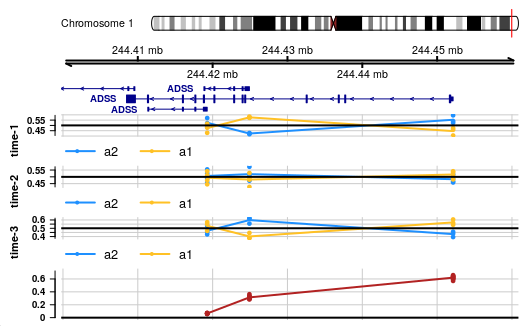 Chromosome 1
244.41 mb 244.43 mb 244.45 mb
244.42 mb 244.44 mb
ADSS
ADSS
ADSS
time-1
0.55
0.45
a2 a1
time-2
0.55
0.45
a2 a1
time-3
0.6
0.5
0.4
a2 a1
0.6
0.4
0.2
0